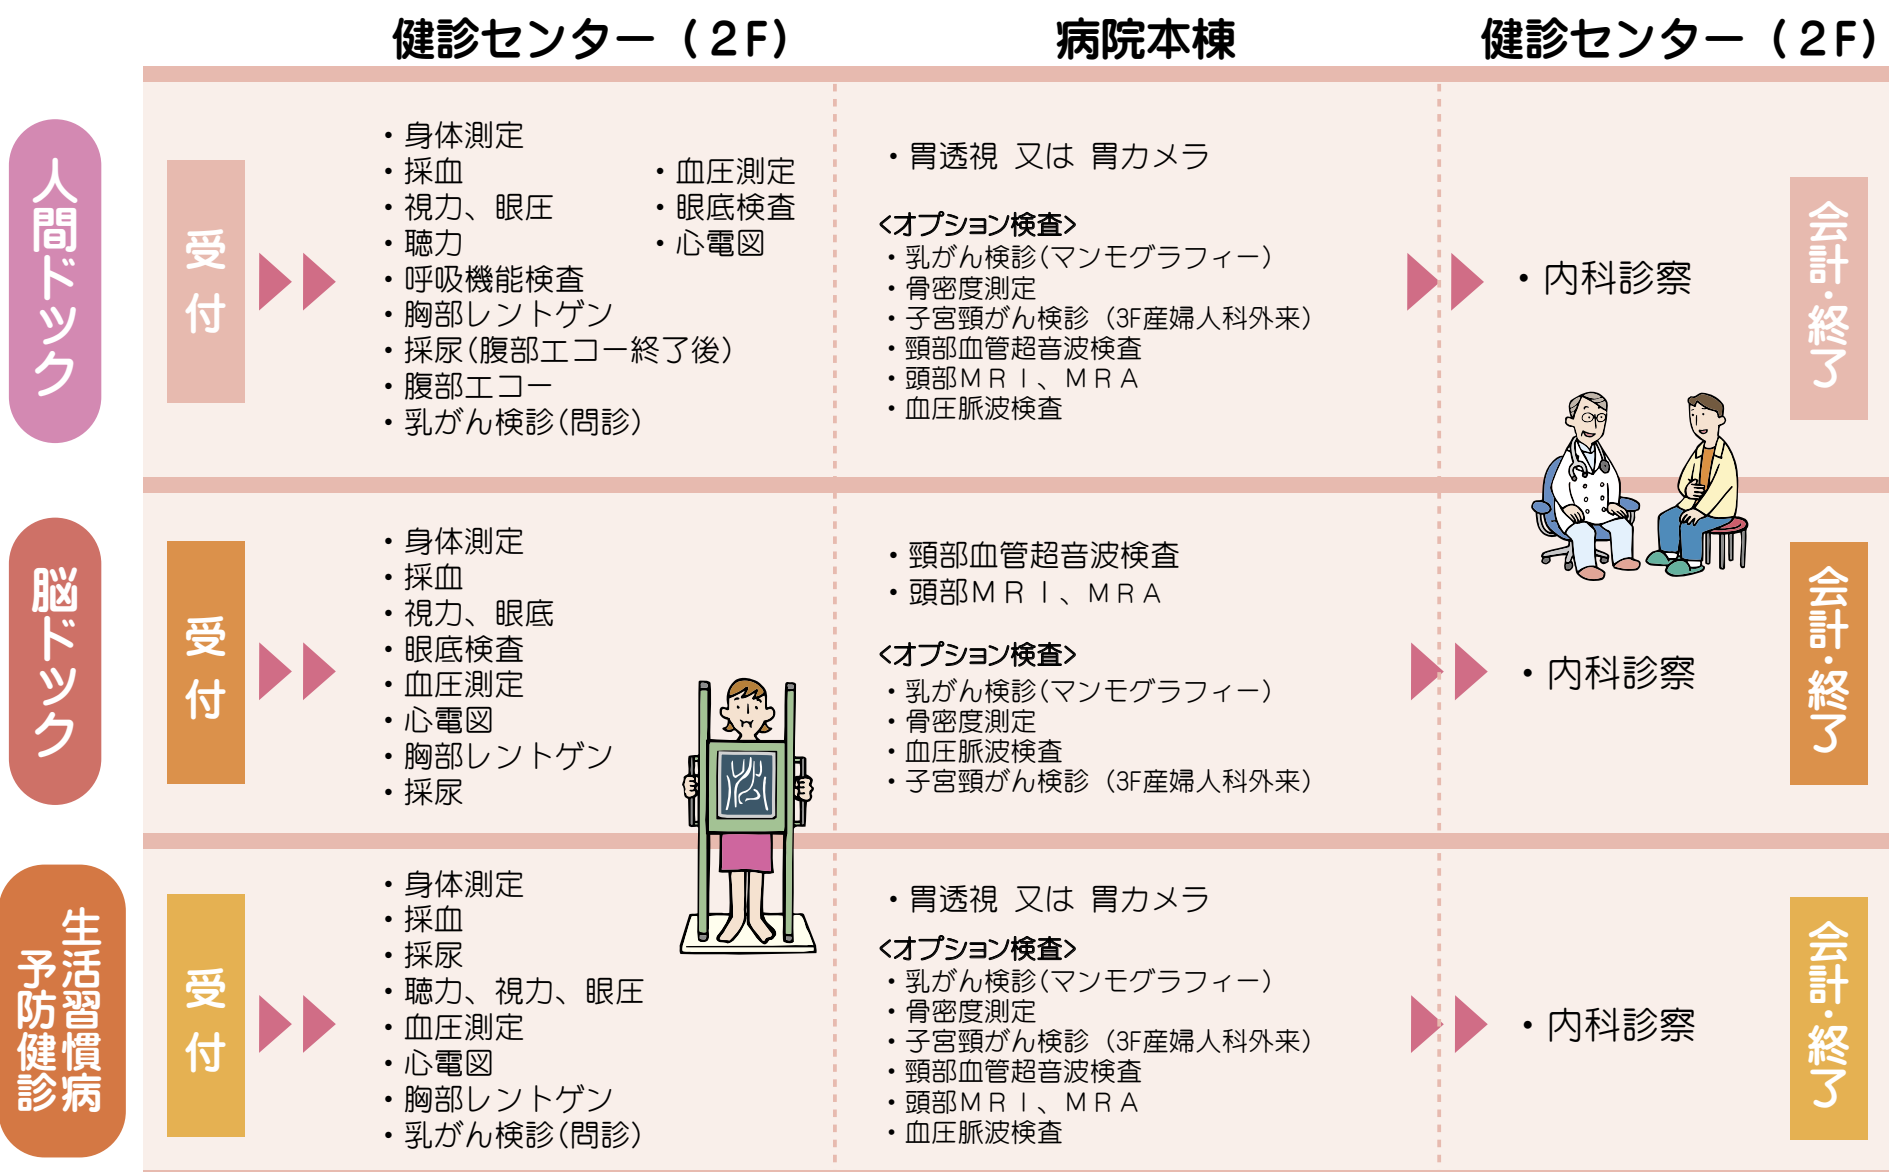 健診センター（２F）
病院本棟
健診センター（２F）
人間ドック
受付
・身体測定
・採血
・血圧測定
・視力、眼圧
・眼底検査
・聴力
・心電図
・呼吸機能検査
・胸部レントゲン
・採尿(腹部エコー終了後)
・腹部エコー
・乳がん検診(問診)
・胃透視 又は 胃カメラ
<オプション検査>
・乳がん検診(マンモグラフィー)
・骨密度測定
・子宮頸がん検診（3F産婦人科外来）
・頸部血管超音波検査
・頭部ＭＲＩ、ＭＲＡ
・血圧脈波検査
・内科診察
会計・終了
脳ドック
受付
・身体測定
・採血
・視力、眼底
・眼底検査
・血圧測定
・心電図
・胸部レントゲン
・採尿
・頸部血管超音波検査
・頭部ＭＲＩ、ＭＲＡ
<オプション検査>
・乳がん検診(マンモグラフィー)
・骨密度測定
・血圧脈波検査
・子宮頸がん検診（3F産婦人科外来）
・内科診察
会計・終了
生活習慣病
予防健診
受付
・身体測定
・採血
・採尿
・聴力、視力、眼圧
・血圧測定
・心電図
・胸部レントゲン
・乳がん検診(問診)
・胃透視 又は 胃カメラ
<オプション検査>
・乳がん検診(マンモグラフィー)
・骨密度測定
・子宮頸がん検診（3F産婦人科外来）
・頸部血管超音波検査
・頭部ＭＲＩ、ＭＲＡ
・血圧脈波検査
・内科診察
会計・終了